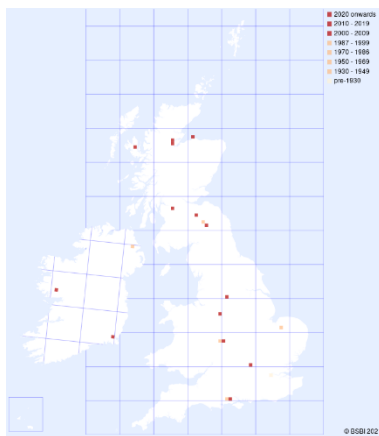 2020 onwards
2010 - 2019
2000 - 2009
1987 - 1999
1970 - 1986
1950 - 1969
1930 - 1949
pre-1930
© BSBI 202